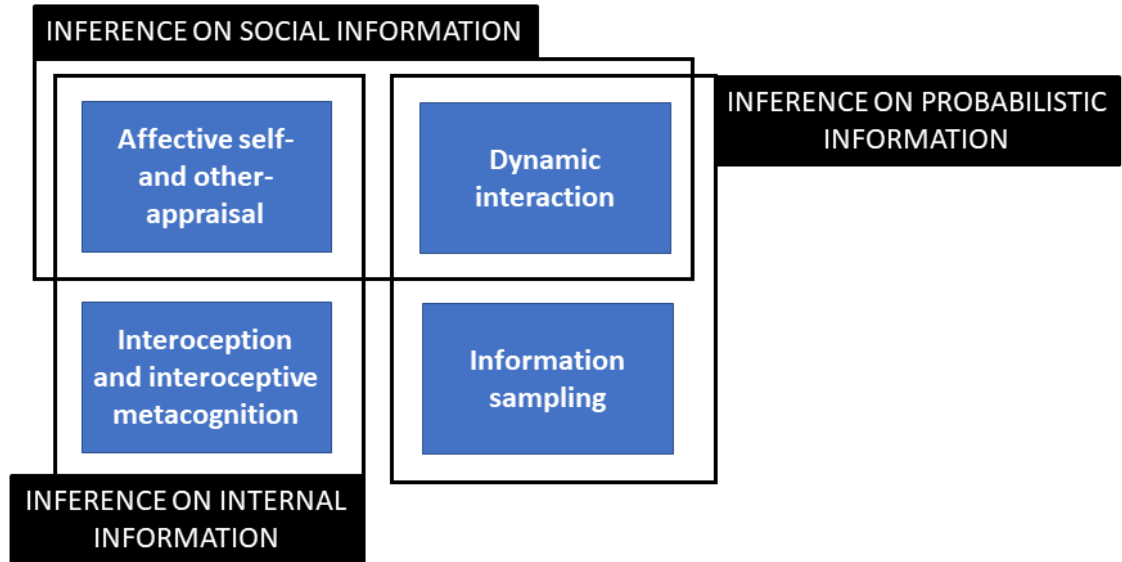 INFERENCE ON SOCIAL INFORMATION
INFERENCE ON PROBABILISTIC
INFORMATION
Affective self-
and other-
appraisal
Dynamic
interaction
Interoception
and interoceptive
metacognition
Information
sampling
INFERENCE ON INTERNAL
INFORMATION